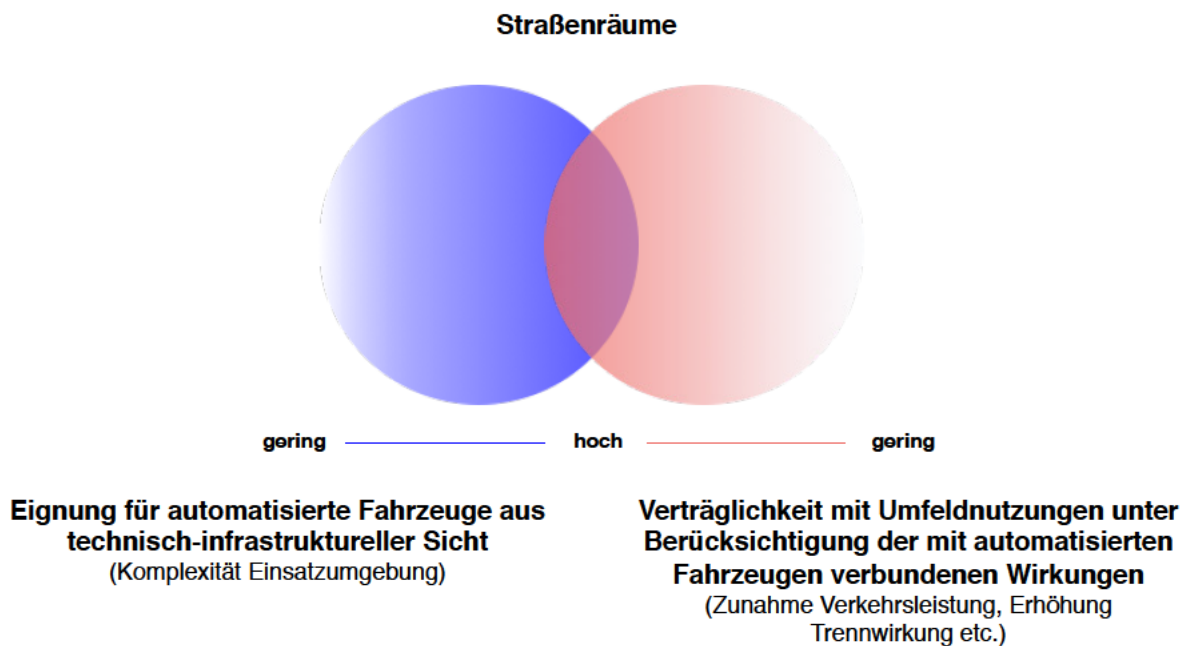 Straßenräume
gering
hoch
gering
Eignung für automatisierte Fahrzeuge aus
technisch-infrastruktureller Sicht
(Komplexität Einsatzumgebung)
Verträglichkeit mit Umfeldnutzungen unter
Berücksichtigung der mit automatisierten
Fahrzeugen verbundenen Wirkungen
(Zunahme Verkehrsleistung, Erhöhung
Trennwirkung etc.)